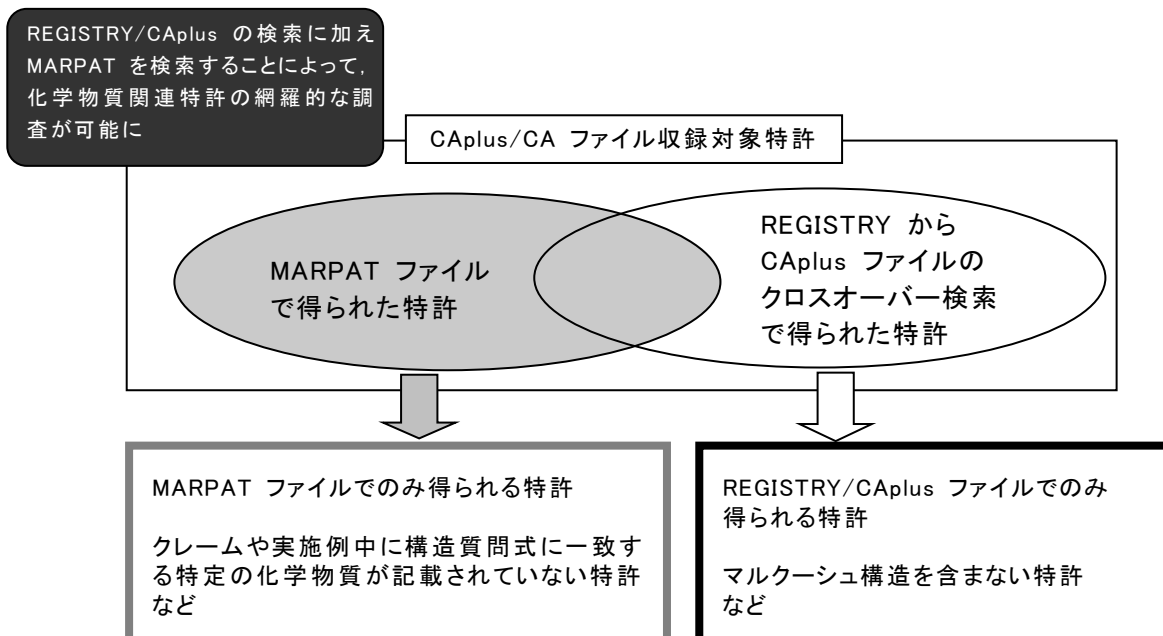 REGISTRY/CAplus の検索に加え
MARPAT を検索することによって,
化学物質関連特許の網羅的な調
査が可能に
CAplus/CA ファイル収録対象特許
MARPAT ファイル
で得られた特許
REGISTRY から
CAplus ファイルの
クロスオーバー検索
で得られた特許
MARPAT ファイルでのみ得られる特許
クレームや実施例中に構造質問式に一致す
る特定の化学物質が記載されていない特許
など
REGISTRY/CAplus ファイルでのみ
得られる特許
マルクーシュ構造を含まない特許
など